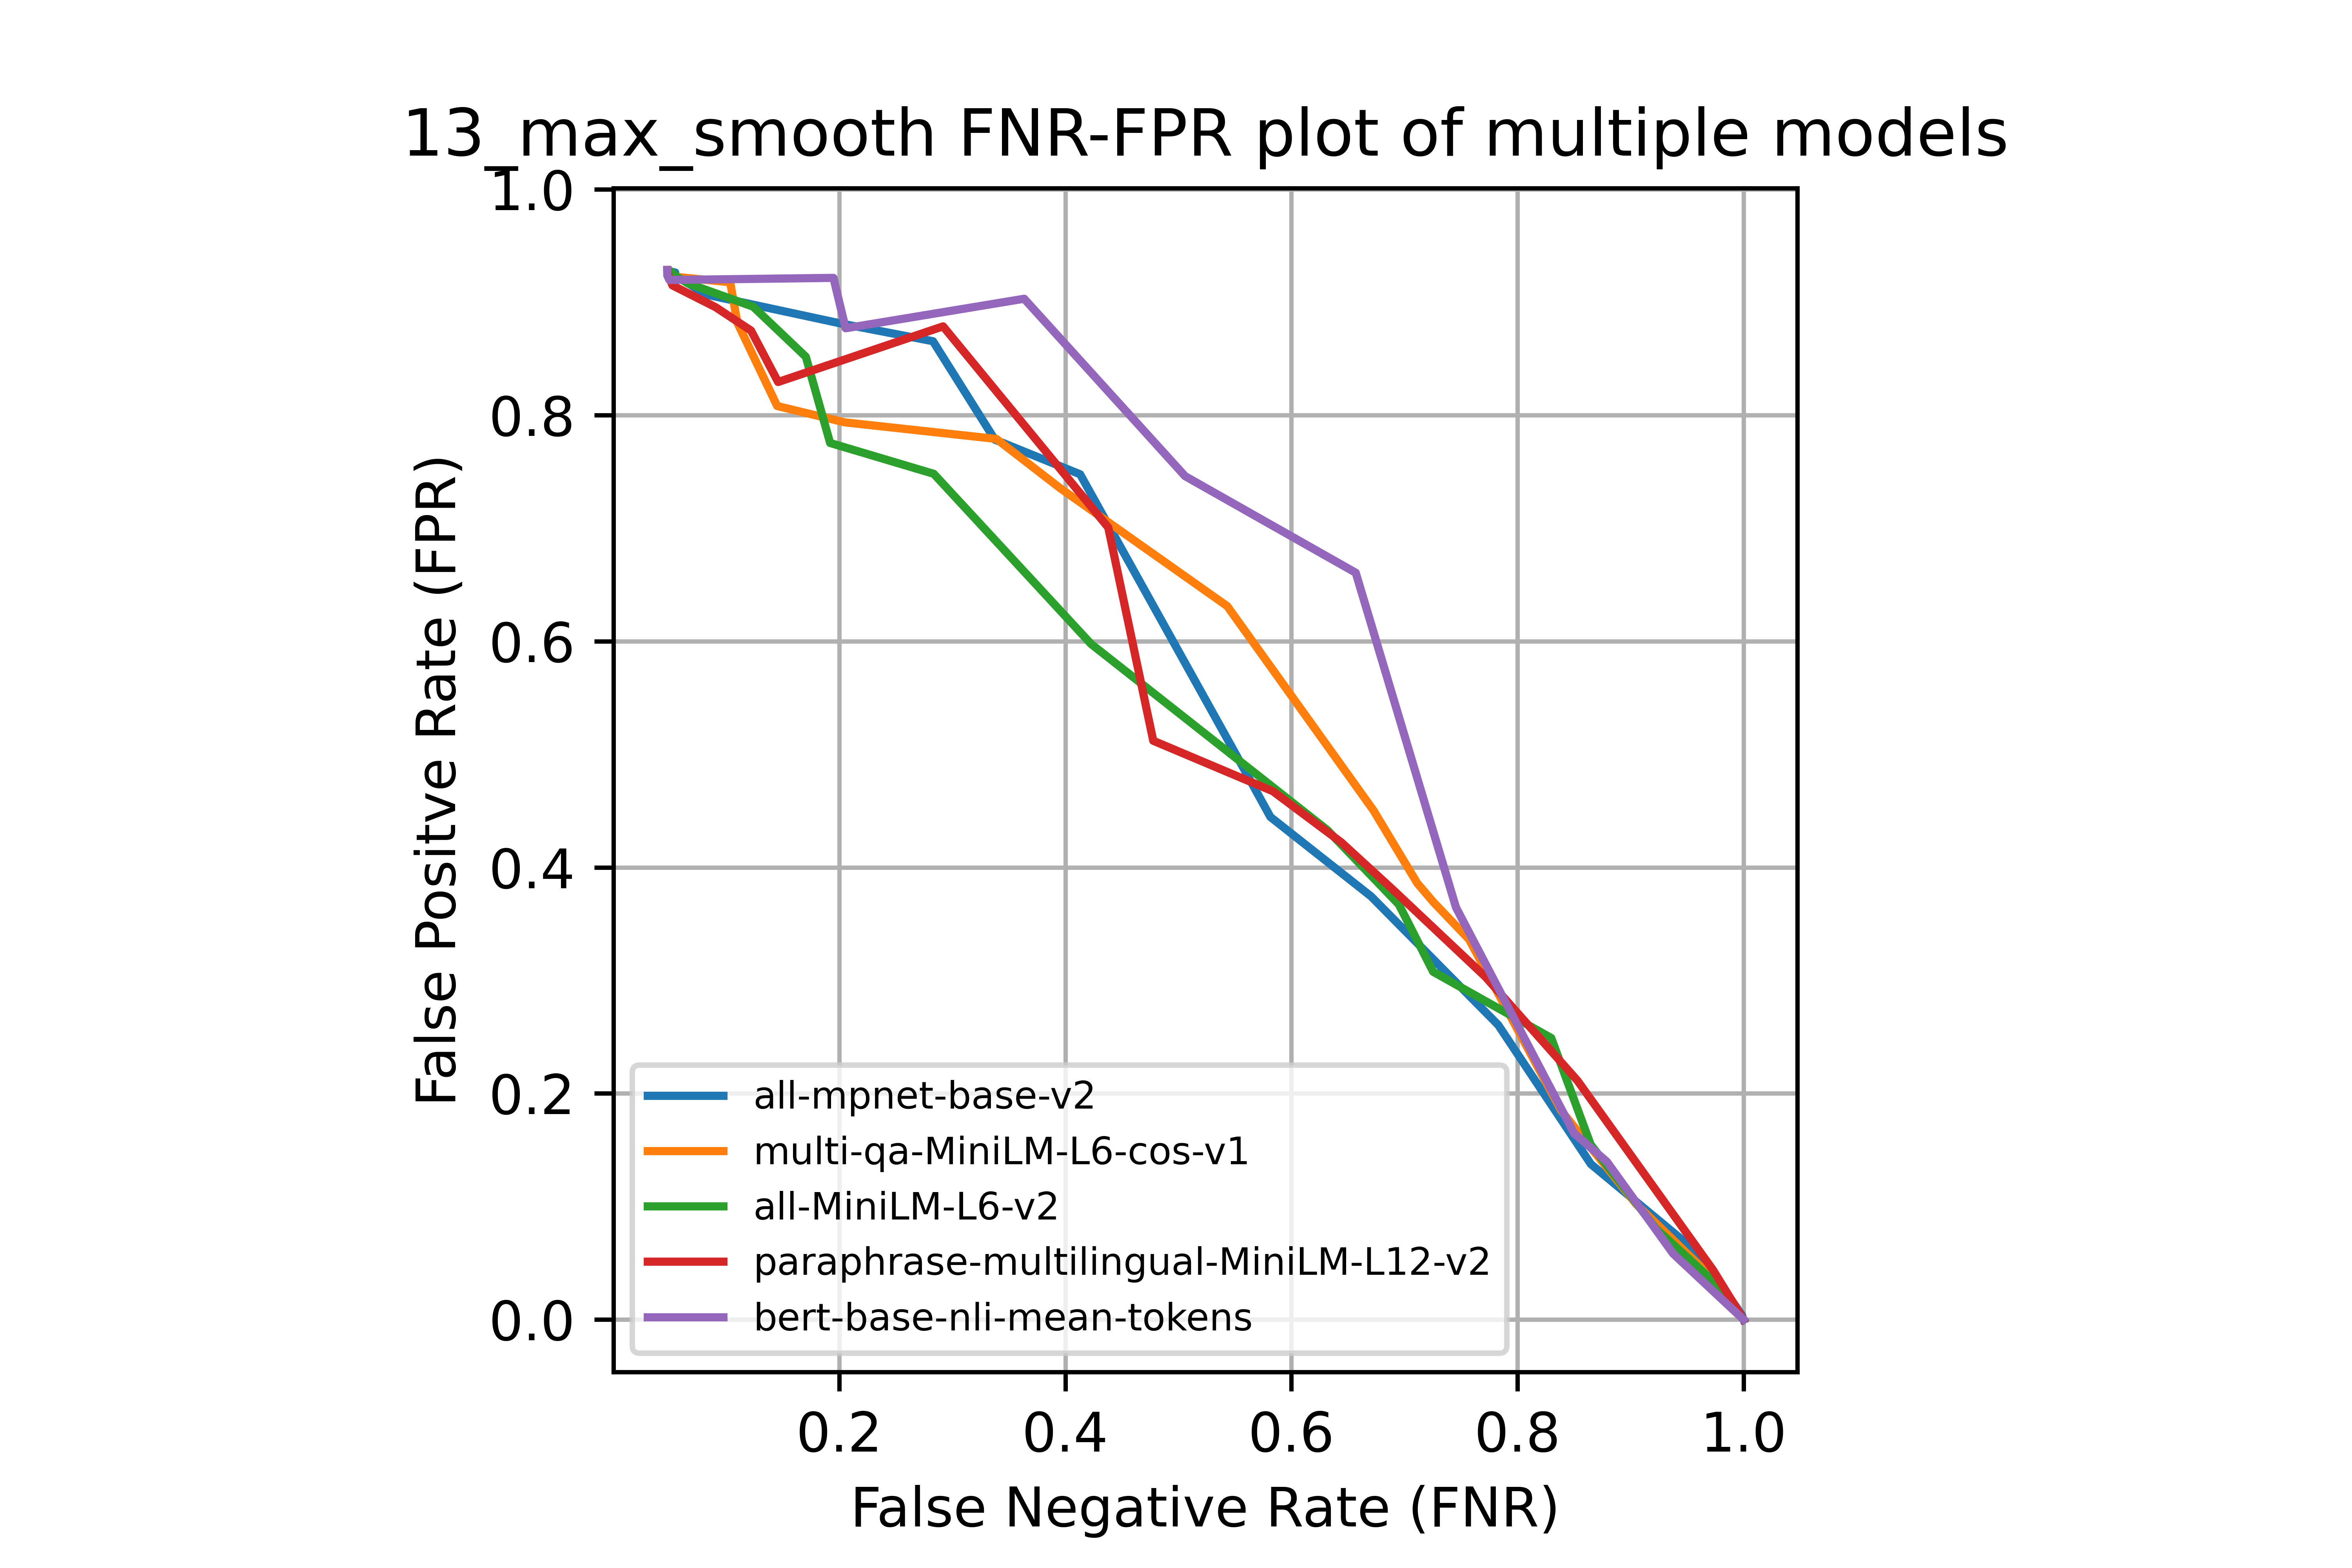 13_max_smooth FNR-FPR plot of multiple models
1.0
0.8
0.6
0.4
0.2
0.0
False Positve Rate (FPR)
all-mpnet-base-v2
multi-qa-MiniLM-L6-cos-v1
all-MiniLM-L6-v2
paraphrase-multilingual-MiniLM-L12-v2
bert-base-nli-mean-tokens
0.2 0.4 0.6 0.8 1.0
False Negative Rate (FNR)